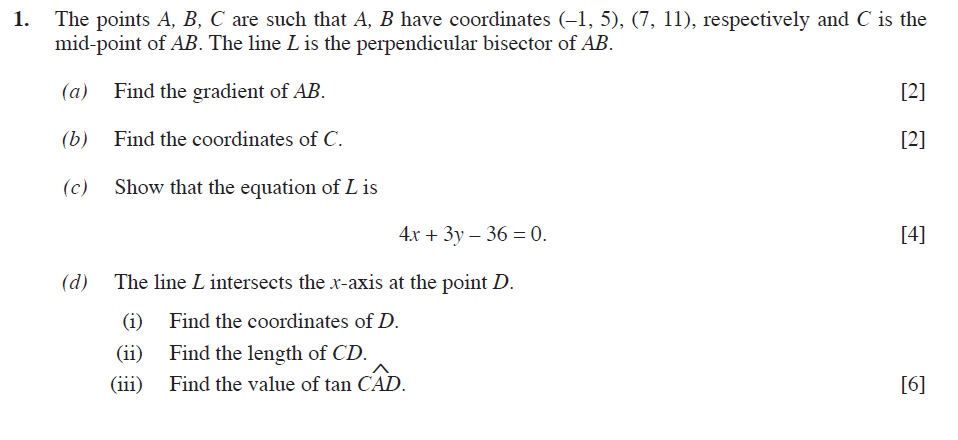 1. The points A, B, C are such that A, B have coordinates (–1, 5), (7, 11), respectively and C is the
mid-point of AB. The line L is the perpendicular bisector of AB.
(a) Find the gradient of AB. [2]
(b) Find the coordinates of C. [2]
(c) Show that the equation of L is
4x + 3y – 36 = 0. [4]
(d) The line L intersects the x-axis at the point D.
(i) Find the coordinates of D.
(ii) Find the length of CD.
(iii) Find the value of tan CÂD. [6]